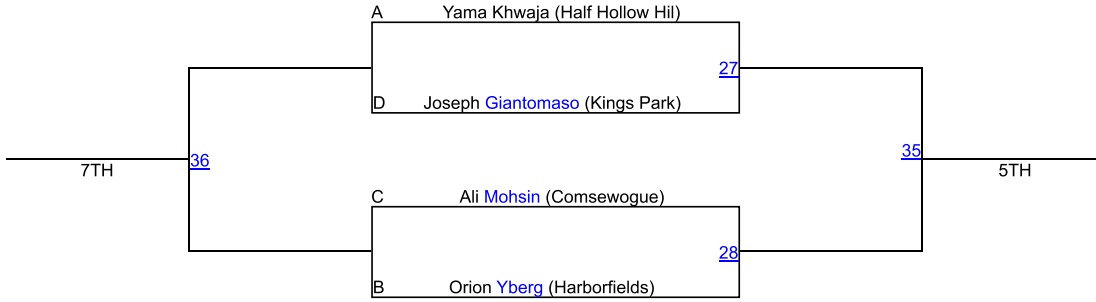 A Yama Khwaja (Half Hollow Hil)
27
D Joseph Giantomaso (Kings Park)
36
7TH
35
5TH
C Ali Mohsin (Comsewogue)
28
B Orion Yberg (Harborfields)